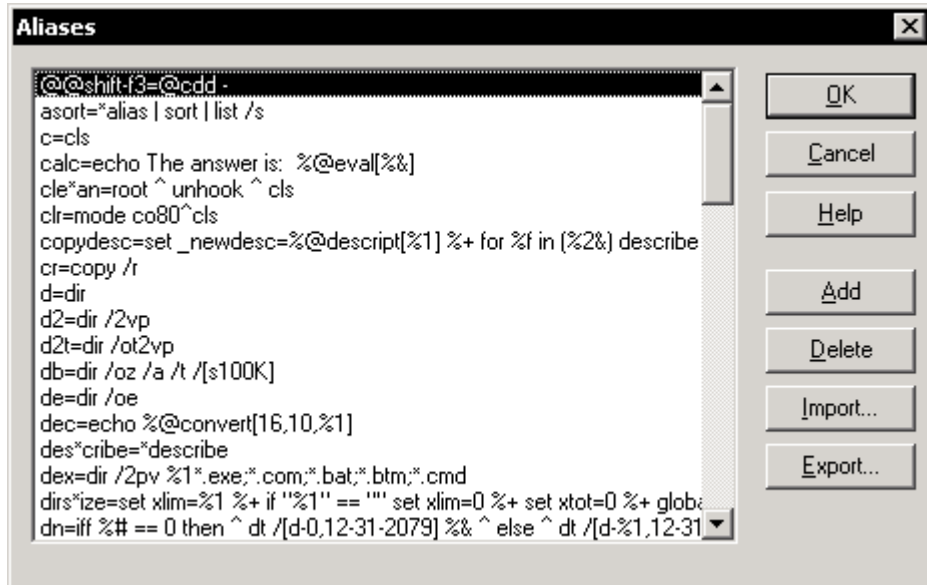 Aliases
@@shift-f3=@cdd -
asort=*alias | sort | list /s
c=cls
calc=echo The answer is:  %@eval[%&]
cle*an=root ^ unhook ^ cls
clr=mode co80^cls
copydesc=set _newdesc=%@descript[%1] %+ for %f in (%2&) describe
cr=copy /r
d=dir
d2=dir /2vp
d2t=dir /ot2vp
db=dir /oz /a /t /[s100K]
de=dir /oe
dec=echo %@convert[16,10,%1]
des*cribe=*describe
dex=dir /2pv %1*.exe;*.com;*.bat;*.btm;*.cmd
dirs*ize=set xlim=%1 %+ if "%1" == "" set xlim=0 %+ set xtot=0 %+ globa
dn=iff %# == 0 then ^ dt /[d-0,12-31-2079] %& ^ else ^ dt /[d-%1,12-31
OK
Cancel
Help
Add
Delete
Import...
Export...